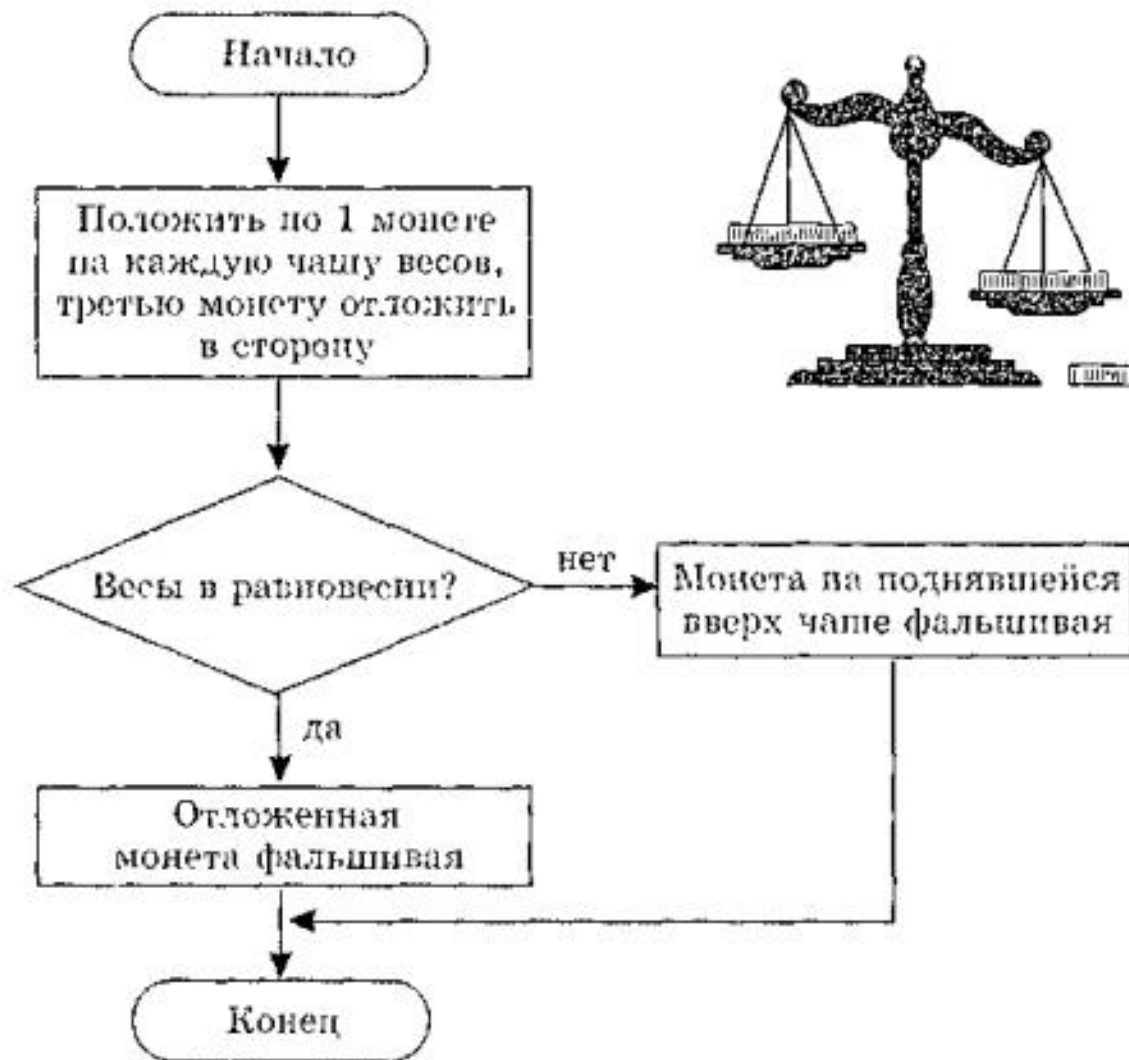 Начало
Положить по 1 монете
на каждую чашу весов,
третью монету отложить
в сторону
Весы в равновесии?
нет
Монета на поднявшейся
вверх чаше фальшивая
да
Отложенная
монета фальшивая
Конец